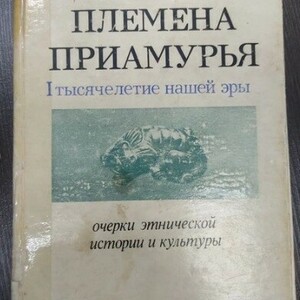 ПЛЕМЕНА
ПРИАМУРЬЯ
I тысячелетие нашей эры
очерки этнической
истории и культуры